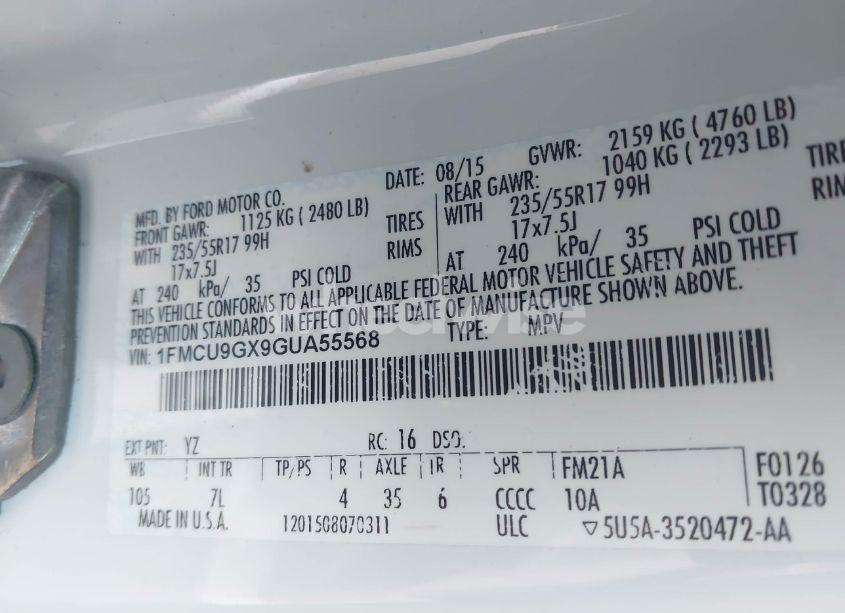 MFD. BY FORD MOTOR CO.
DATE: 08/15 GVWR: 2159 KG ( 4760 LB)
FRONT GAWR: 1125 KG ( 2480 LB) REAR GAWR: 1040 KG ( 2293 LB)
WITH 235/55R17 99H TIRES WITH 235/55R17 99H TIRE
17x7.5J RIMS 17x7.5J RIM
AT 240 kPa/ 35 PSI COLD AT 240 kPa/ 35 PSI COLD
THIS VEHICLE CONFORMS TO ALL APPLICABLE FEDERAL MOTOR VEHICLE SAFETY AND THEFT
PREVENTION STANDARDS IN EFFECT ON THE DATE OF MANUFACTURE SHOWN ABOVE.
VIN: 1FMCU9GX9GUA55568 TYPE: MPV
EXT PNT: YZ RC: 16 DSO:
WB INT TR TP/PS R AXLE IR SPR FM21A F0126
105 7L 4 35 6 CCCC 10A T0328
MADE IN U.S.A. 1201508070311 ULC ▽5U5A-3520472-AA